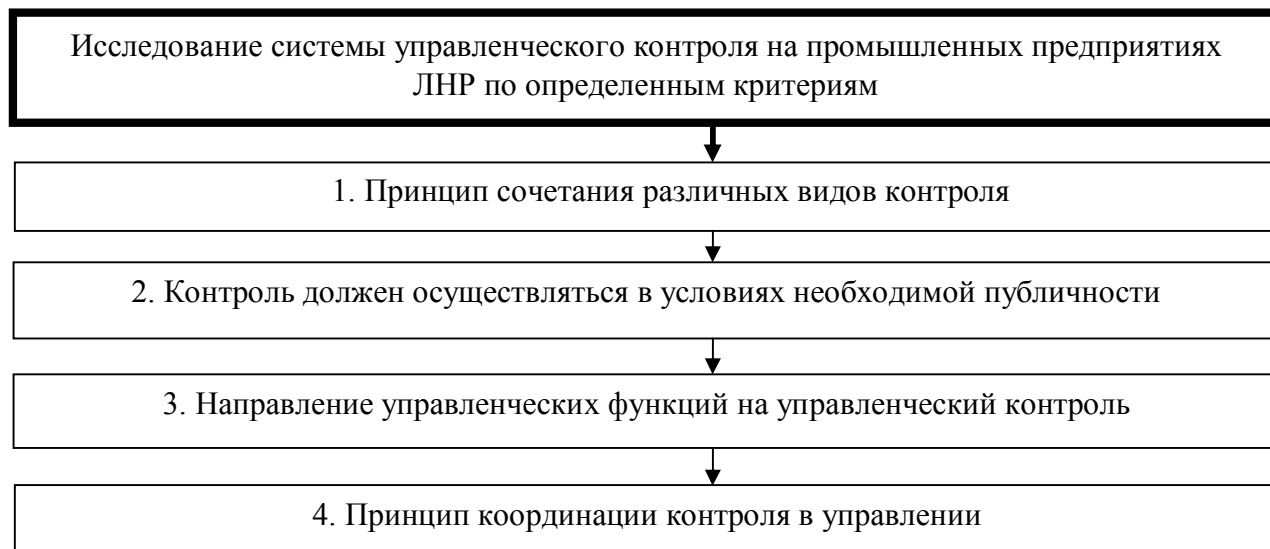 Исследование системы управленческого контроля на промышленных предприятиях
ЛНР по определенным критериям
1. Принцип сочетания различных видов контроля
2. Контроль должен осуществляться в условиях необходимой публичности
3. Направление управленческих функций на управленческий контроль
4. Принцип координации контроля в управлении